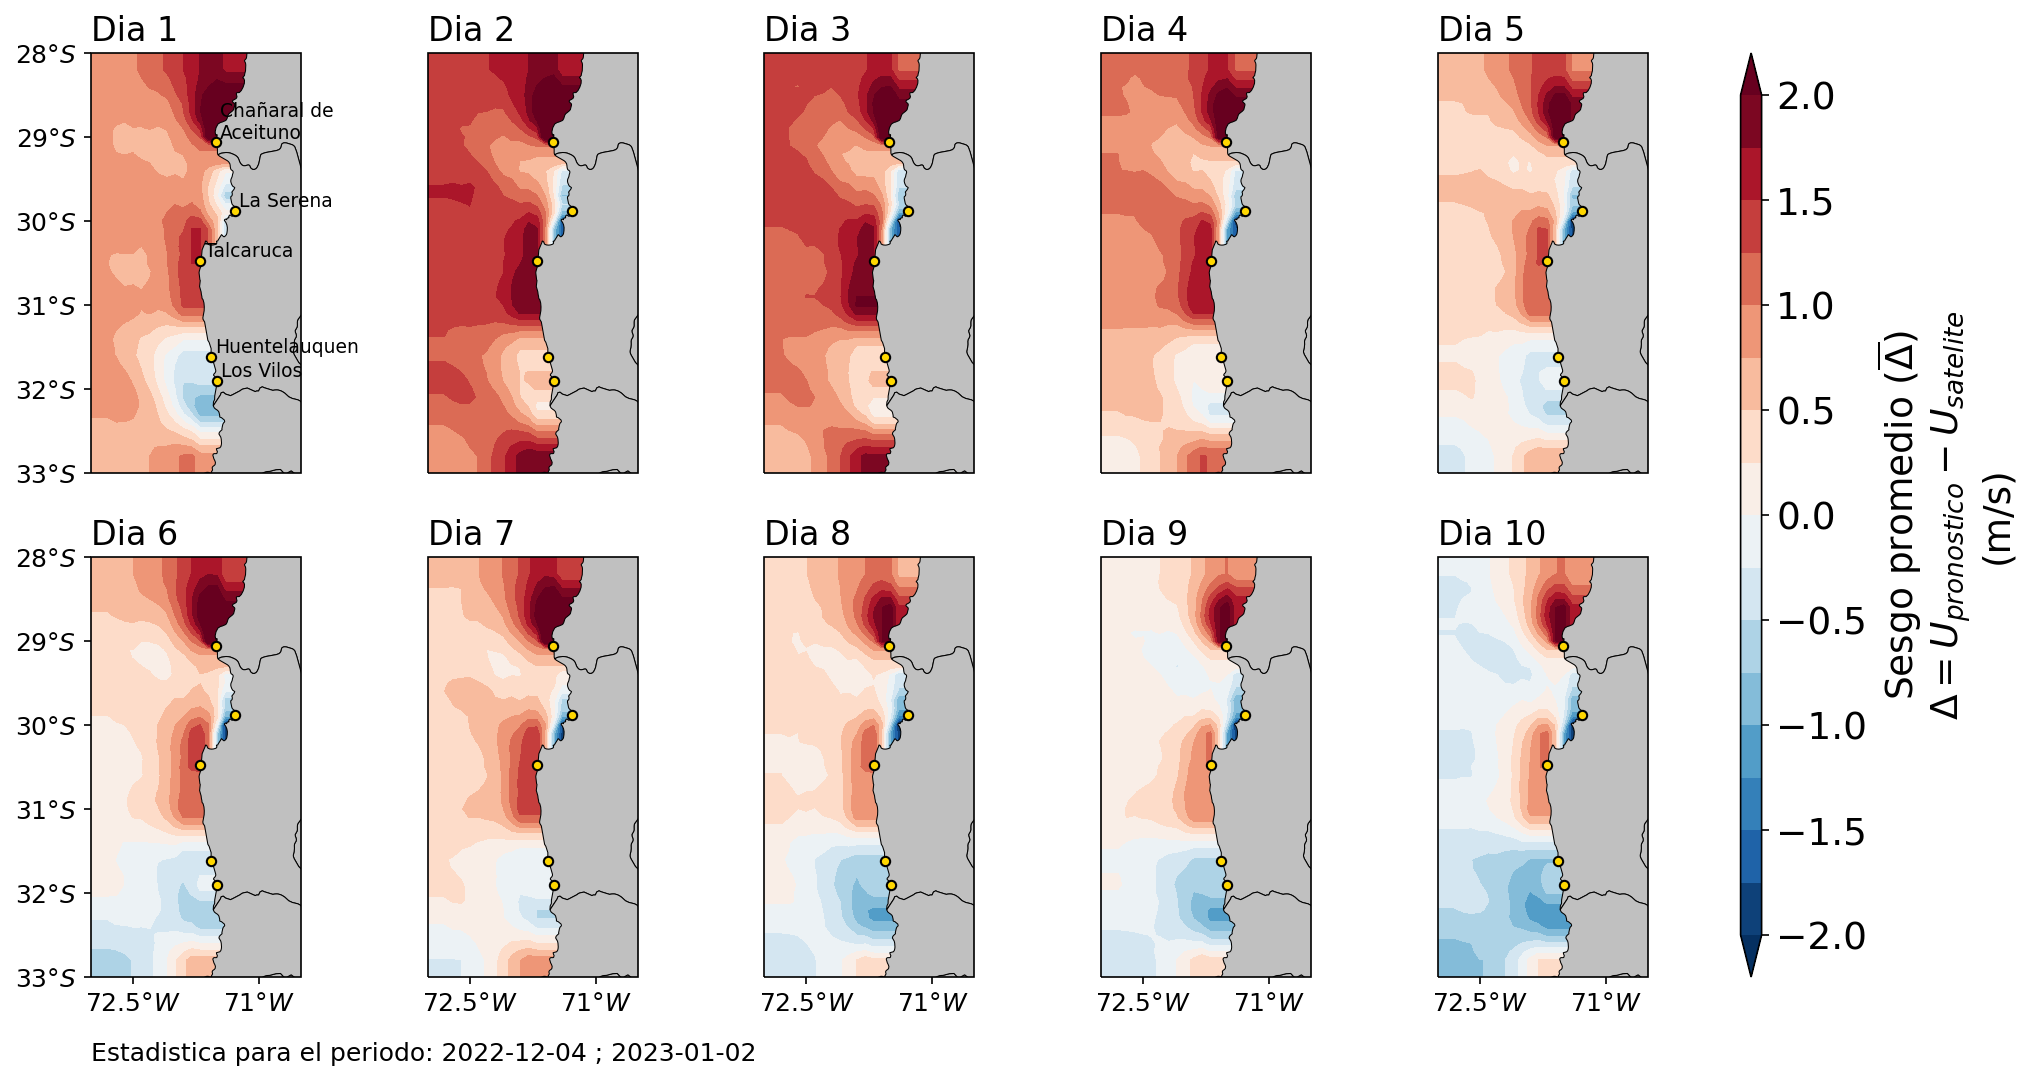 Dia 1
Dia 2
Dia 3
Dia 4
Dia 5
28°S
29°S
30°S
31°S
32°S
33°S
Chañaral de
Aceituno
La Serena
Talcaruca
Huentelauquen
Los Vilos
Dia 6
Dia 7
Dia 8
Dia 9
Dia 10
28°S
29°S
30°S
31°S
32°S
33°S
72.5°W
71°W
72.5°W
71°W
72.5°W
71°W
72.5°W
71°W
72.5°W
71°W
2.0
1.5
1.0
0.5
0.0
−0.5
−1.0
−1.5
−2.0
Sesgo promedio (Δ̅)
Δ = U_pronostico − U_satelite
(m/s)
Estadistica para el periodo: 2022-12-04 ; 2023-01-02